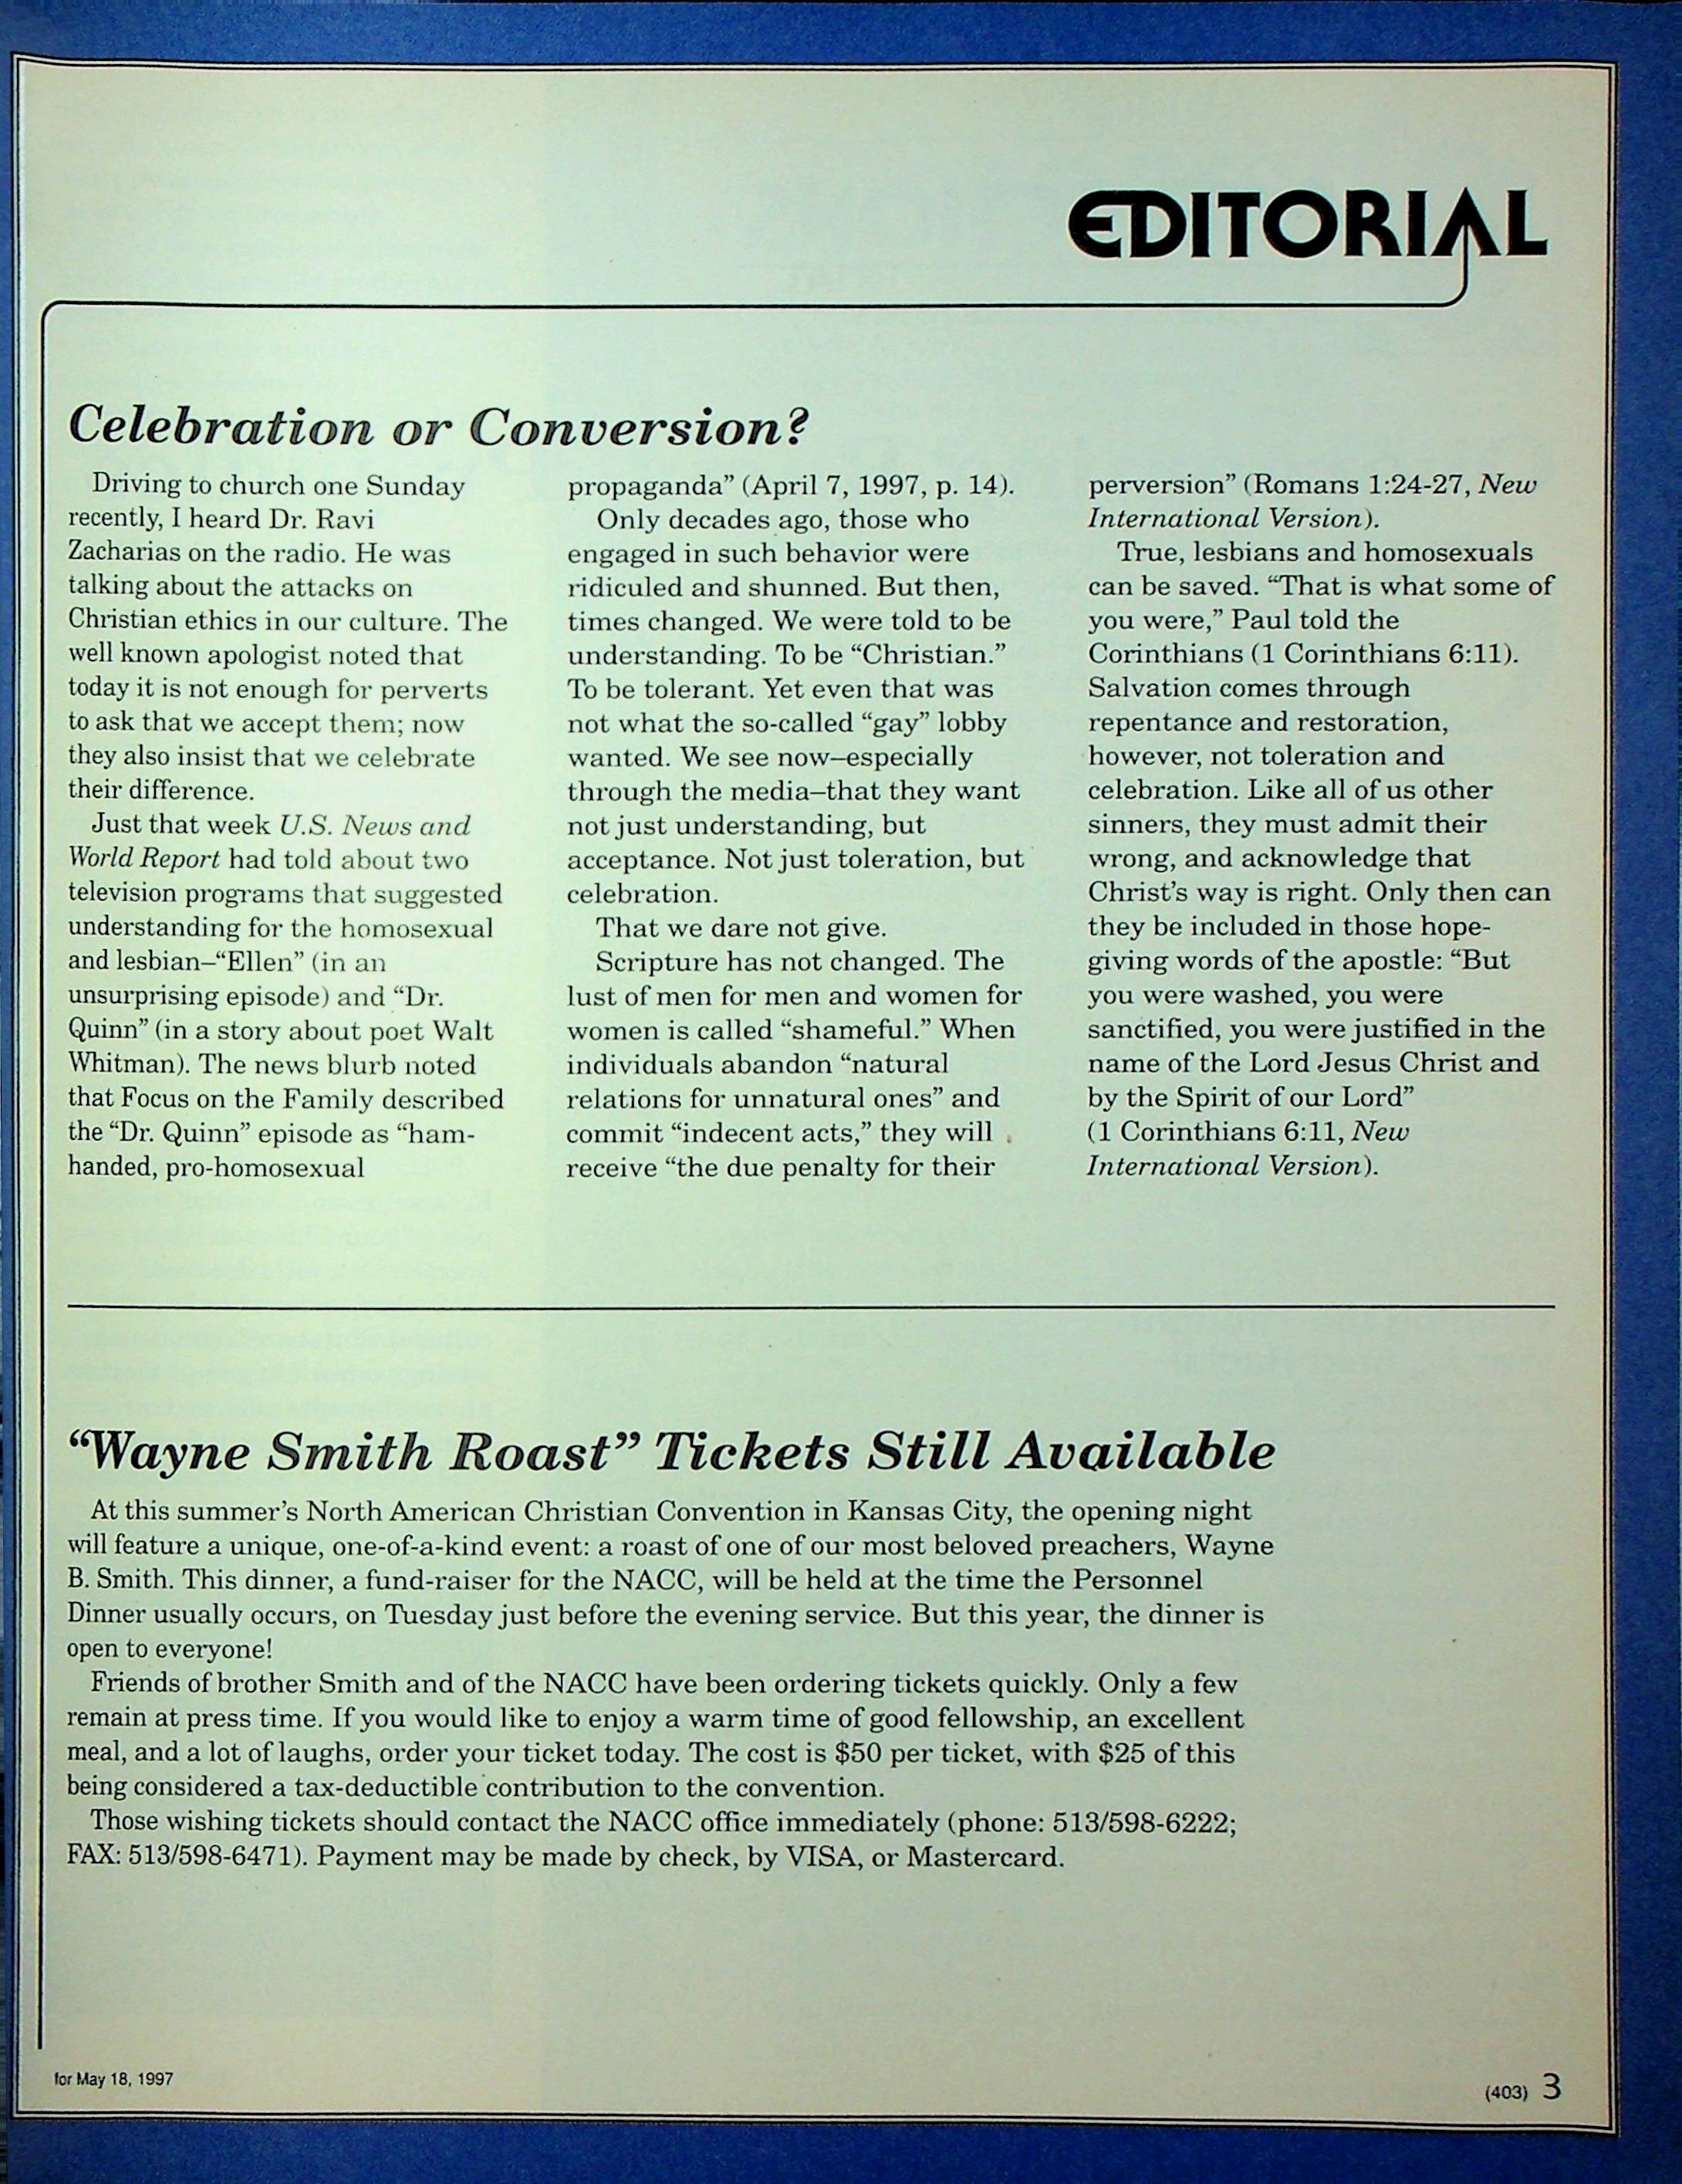 EDITORIAL
Celebration or Conversion?
Driving to church one Sunday
recently, I heard Dr. Ravi
Zacharias on the radio. He was
talking about the attacks on
Christian ethics in our culture. The
well known apologist noted that
today it is not enough for perverts
to ask that we accept them; now
they also insist that we celebrate
their difference.
Just that week U.S. News and
World Report had told about two
television programs that suggested
understanding for the homosexual
and lesbian–“Ellen” (in an
unsurprising episode) and “Dr.
Quinn” (in a story about poet Walt
Whitman). The news blurb noted
that Focus on the Family described
the “Dr. Quinn” episode as “ham-
handed, pro-homosexual
propaganda” (April 7, 1997, p. 14).
Only decades ago, those who
engaged in such behavior were
ridiculed and shunned. But then,
times changed. We were told to be
understanding. To be “Christian.”
To be tolerant. Yet even that was
not what the so-called “gay” lobby
wanted. We see now–especially
through the media–that they want
not just understanding, but
acceptance. Not just toleration, but
celebration.
That we dare not give.
Scripture has not changed. The
lust of men for men and women for
women is called “shameful.” When
individuals abandon “natural
relations for unnatural ones” and
commit “indecent acts,” they will
receive “the due penalty for their
perversion” (Romans 1:24-27, New
International Version).
True, lesbians and homosexuals
can be saved. “That is what some of
you were,” Paul told the
Corinthians (1 Corinthians 6:11).
Salvation comes through
repentance and restoration,
however, not toleration and
celebration. Like all of us other
sinners, they must admit their
wrong, and acknowledge that
Christ’s way is right. Only then can
they be included in those hope-
giving words of the apostle: “But
you were washed, you were
sanctified, you were justified in the
name of the Lord Jesus Christ and
by the Spirit of our Lord”
(1 Corinthians 6:11, New
International Version).
“Wayne Smith Roast” Tickets Still Available
At this summer’s North American Christian Convention in Kansas City, the opening night
will feature a unique, one-of-a-kind event: a roast of one of our most beloved preachers, Wayne
B. Smith. This dinner, a fund-raiser for the NACC, will be held at the time the Personnel
Dinner usually occurs, on Tuesday just before the evening service. But this year, the dinner is
open to everyone!
Friends of brother Smith and of the NACC have been ordering tickets quickly. Only a few
remain at press time. If you would like to enjoy a warm time of good fellowship, an excellent
meal, and a lot of laughs, order your ticket today. The cost is $50 per ticket, with $25 of this
being considered a tax-deductible contribution to the convention.
Those wishing tickets should contact the NACC office immediately (phone: 513/598-6222;
FAX: 513/598-6471). Payment may be made by check, by VISA, or Mastercard.
for May 18, 1997
(403) 3